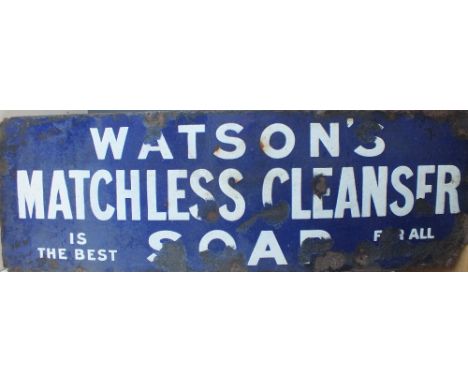 WATSON'S
MATCHLESS CLEANSER
IS THE BEST SOAP FOR ALL